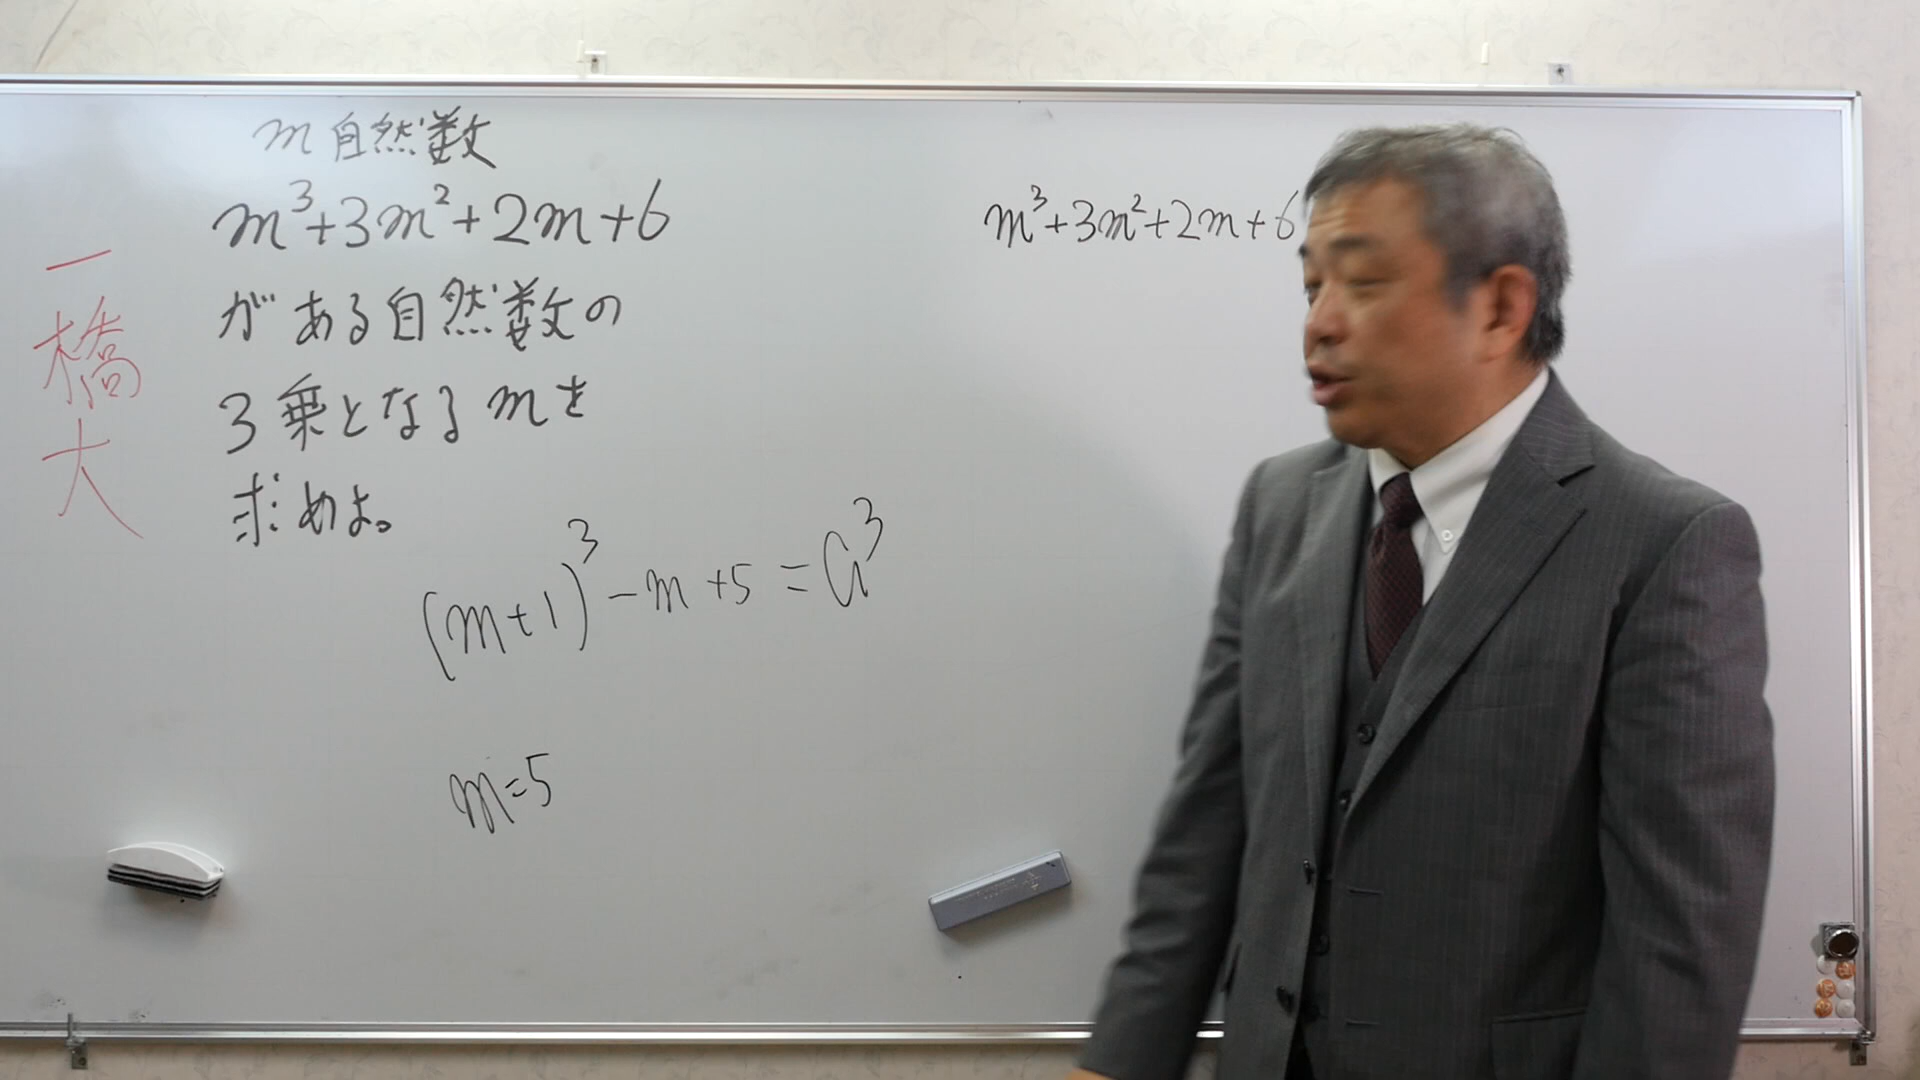 一橋大
m 自然数
m³+3m²+2m+6
がある自然数の
3乗となるmを
求めよ。
(m+1)³-m+5=a³
m=5
m³+3m²+2m+6